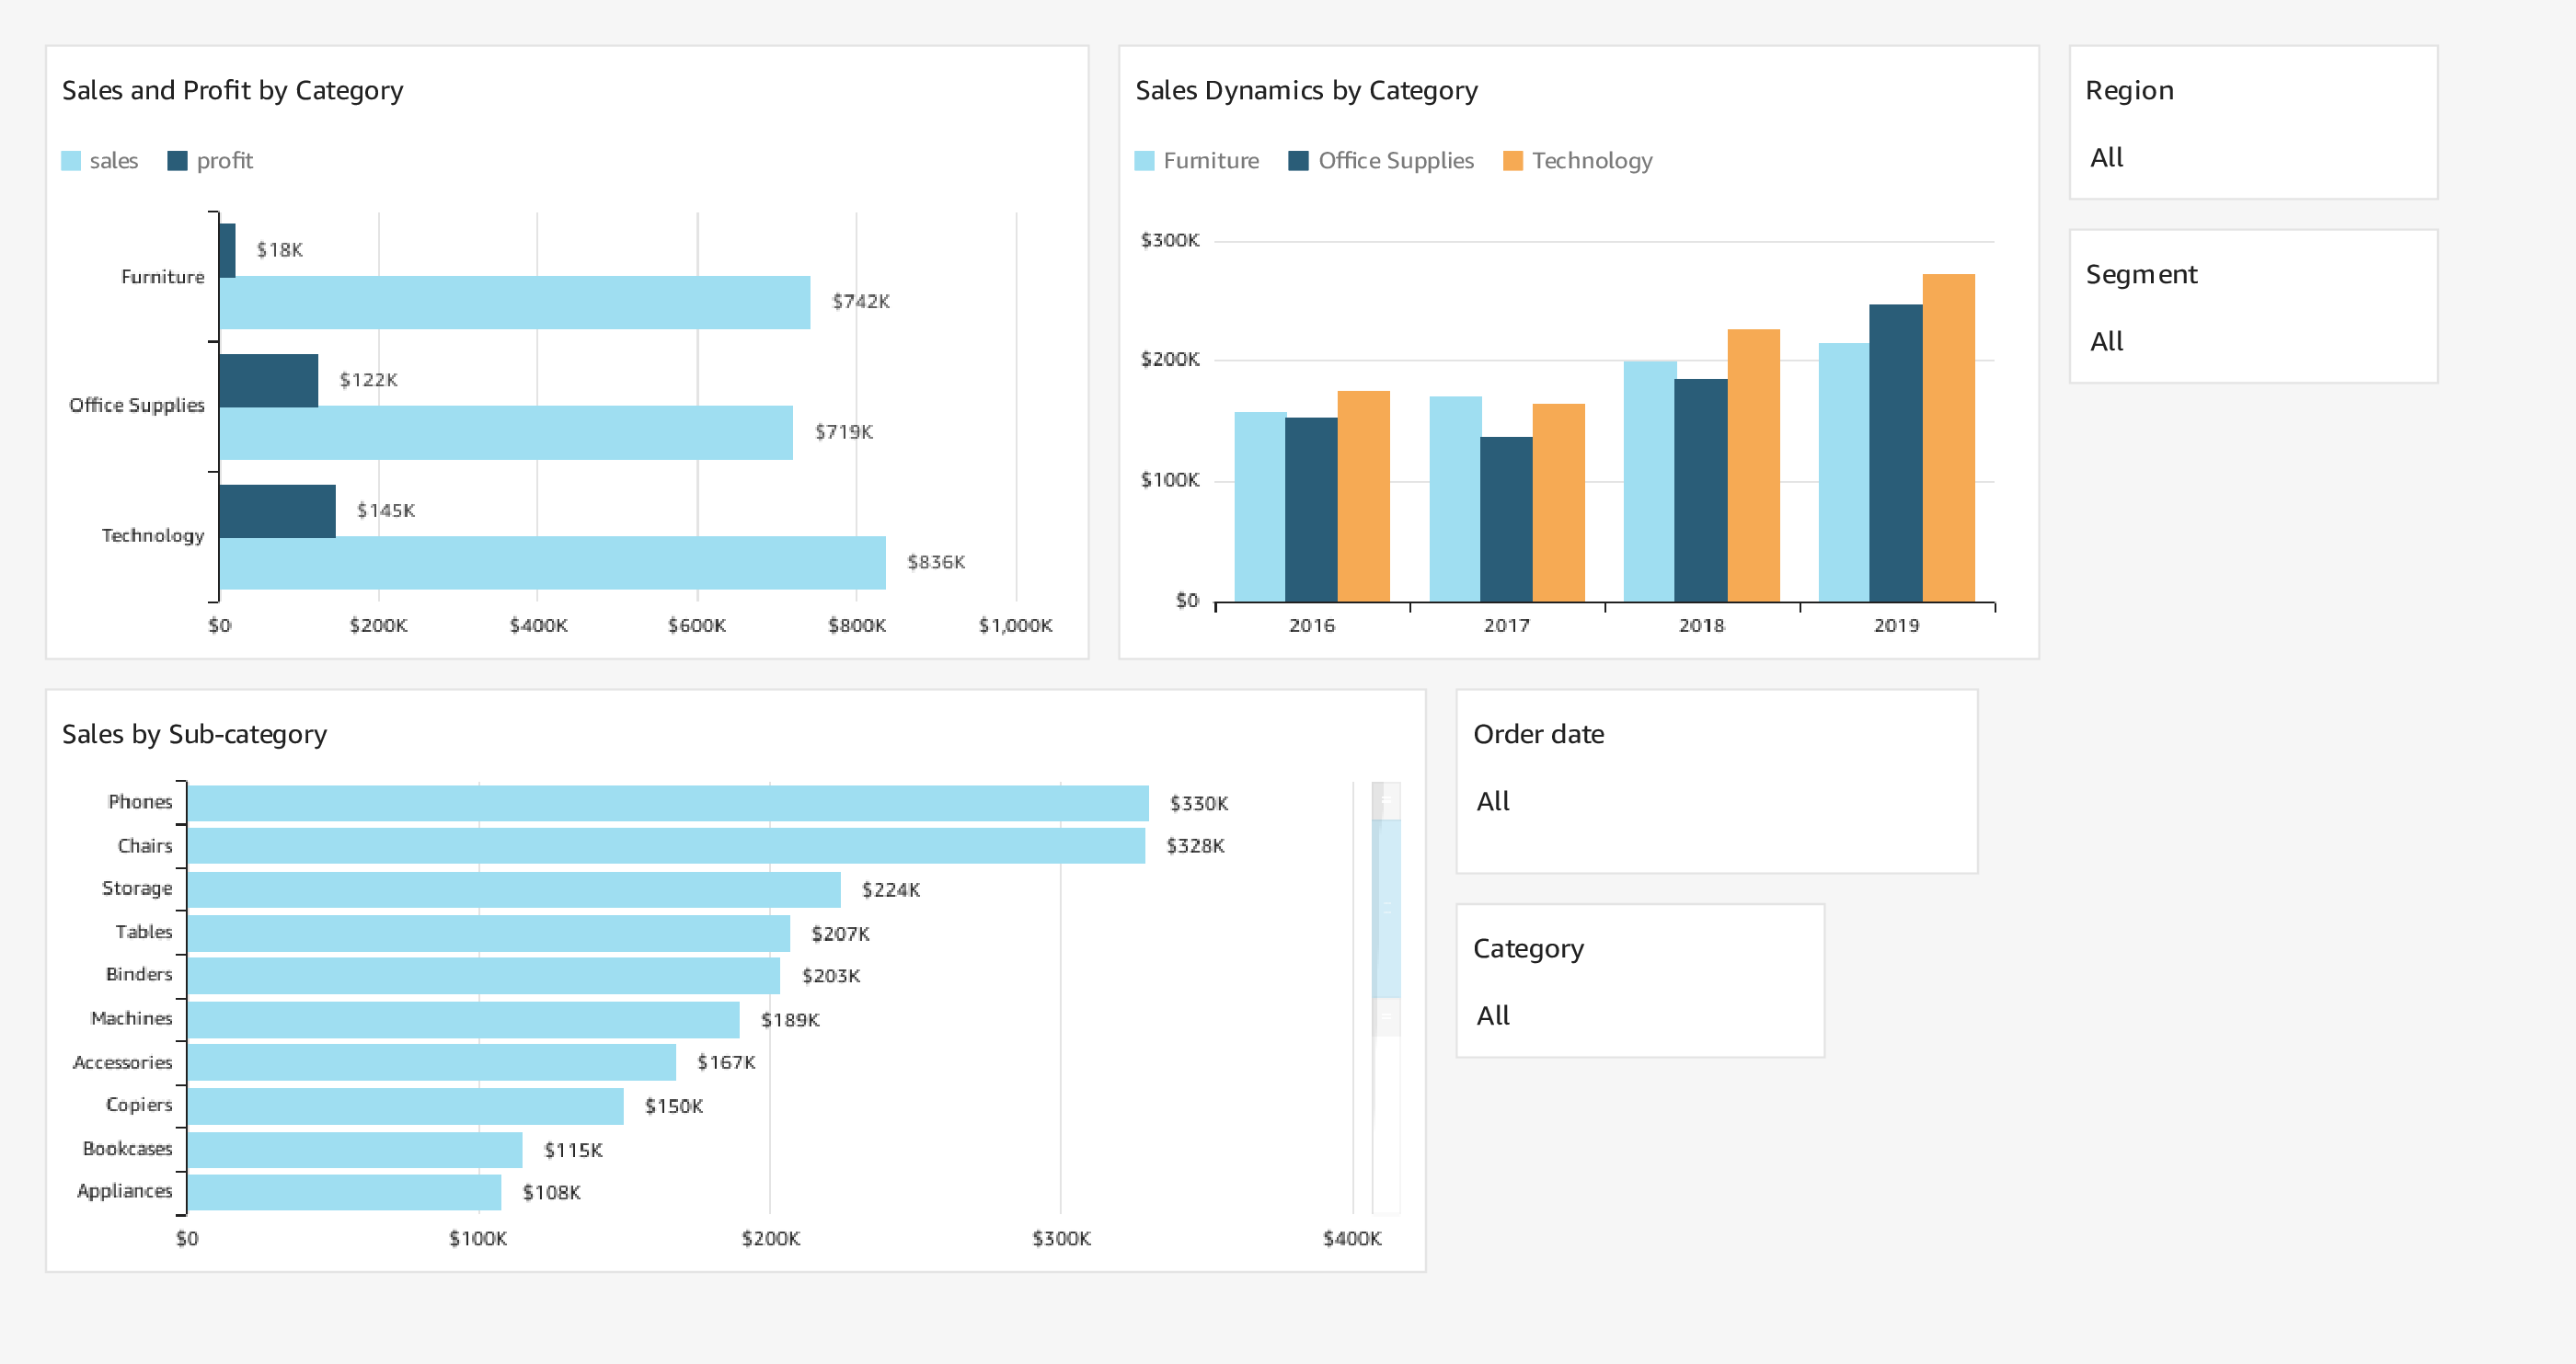 Sales and Profit by Category
sales profit
Furniture
$18K
$742K
Office Supplies
$122K
$719K
Technology
$145K
$836K
$0 $200K $400K $600K $800K $1,000K
Sales Dynamics by Category
Furniture Office Supplies Technology
$300K
$200K
$100K
$0
2016 2017 2018 2019
Region
All
Segment
All
Sales by Sub-category
Phones $330K
Chairs $328K
Storage $224K
Tables $207K
Binders $203K
Machines $189K
Accessories $167K
Copiers $150K
Bookcases $115K
Appliances $108K
$0 $100K $200K $300K $400K
Order date
All
Category
All